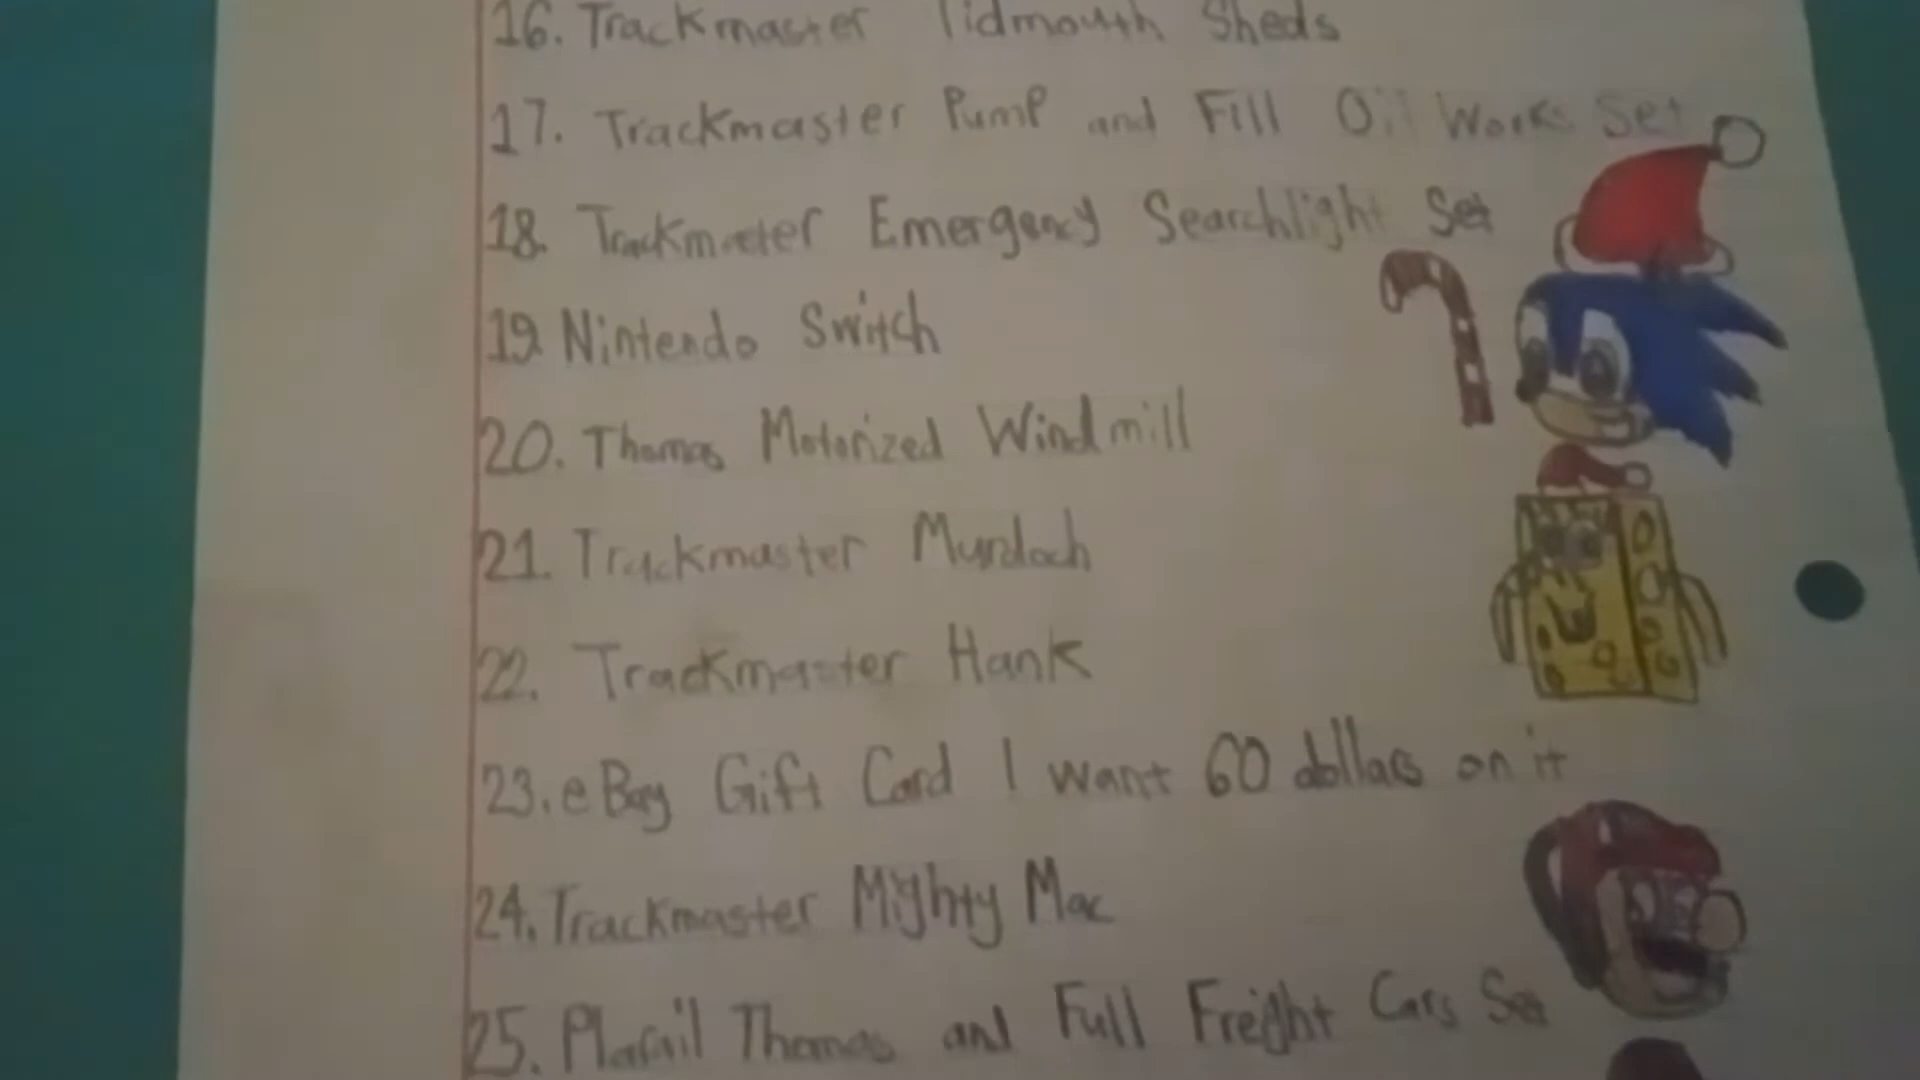 16. Trackmaster Tidmouth Sheds
17. Trackmaster Pump and Fill Oil Works Set
18. Trackmaster Emergency Searchlight Set
19. Nintendo Switch
20. Thomas Motorized Windmill
21. Trackmaster Murdoch
22. Trackmaster Hank
23. eBay Gift Card I want 60 dollars on it
24. Trackmaster Mighty Mac
25. Plarail Thomas and Full Freight Cars Set